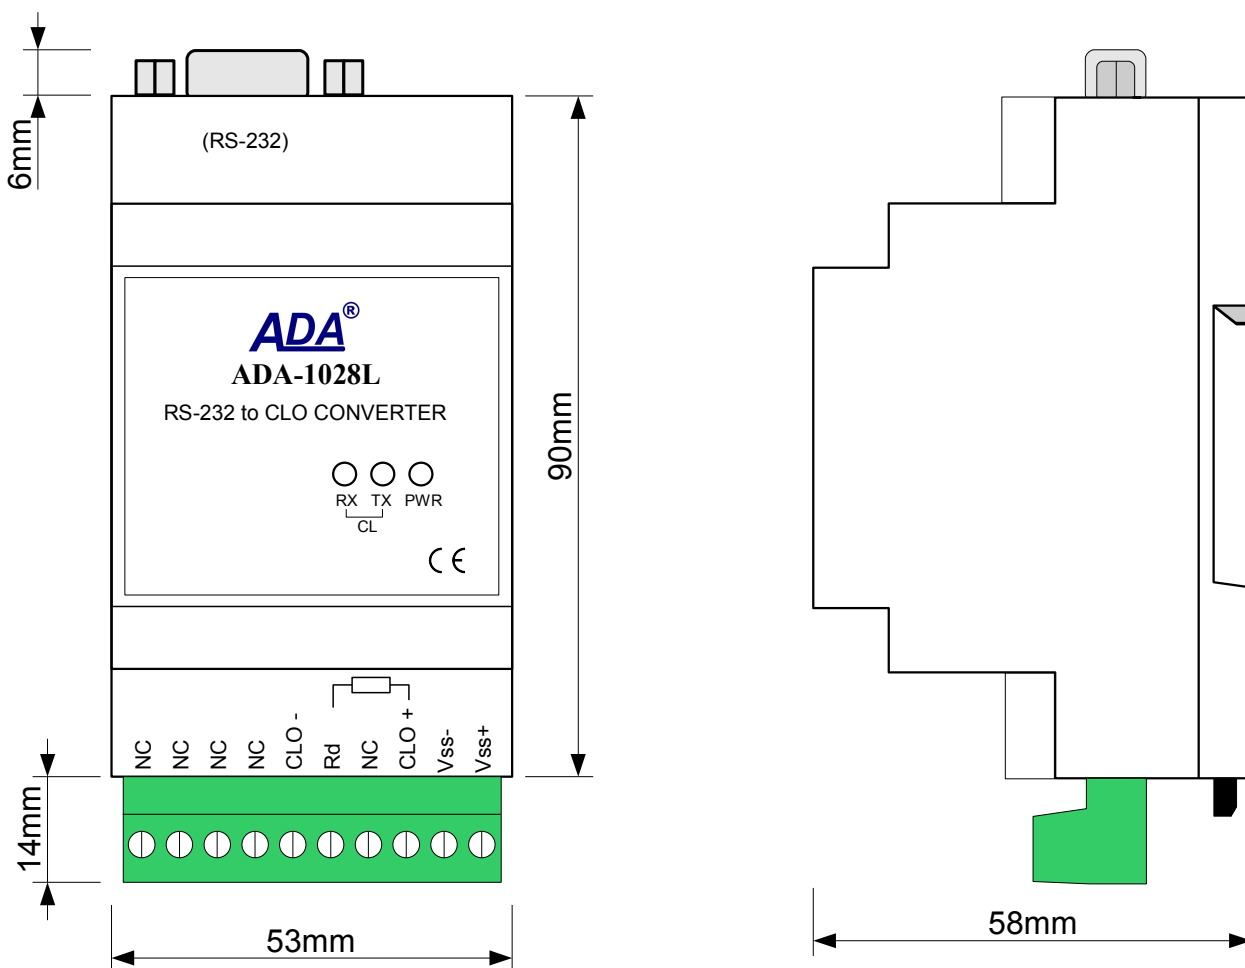 6mm
(RS-232)
ADA®
ADA-1028L
RS-232 to CLO CONVERTER
RX TX PWR
CL
CE
90mm
NC NC NC NC CLO - Rd NC CLO + Vss- Vss+
14mm
53mm
58mm